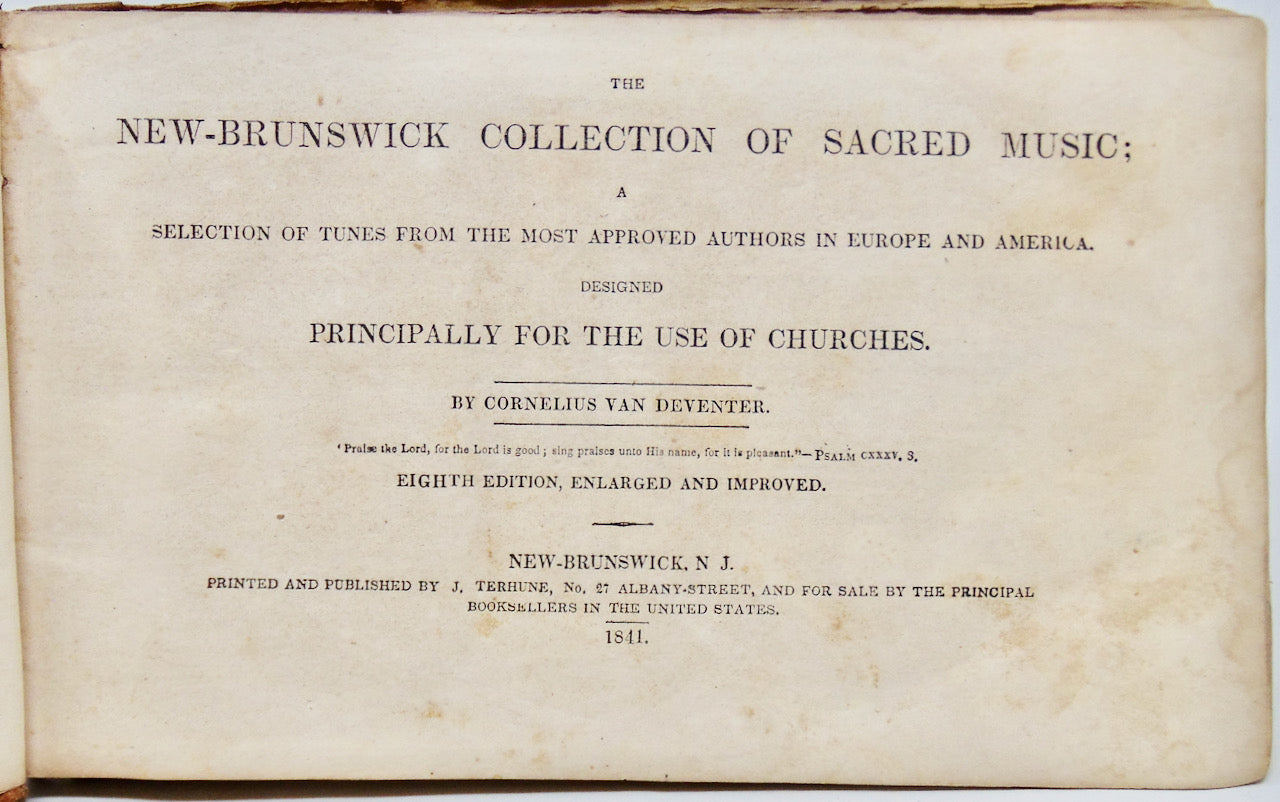 THE
NEW-BRUNSWICK COLLECTION OF SACRED MUSIC;
A
SELECTION OF TUNES FROM THE MOST APPROVED AUTHORS IN EUROPE AND AMERICA.
DESIGNED
PRINCIPALLY FOR THE USE OF CHURCHES.
BY CORNELIUS VAN DEVENTER.
'Praise the Lord, for the Lord is good; sing praises unto His name, for it is pleasant."—PSALM CXXXV. 3.
EIGHTH EDITION, ENLARGED AND IMPROVED.
NEW-BRUNSWICK, N J.
PRINTED AND PUBLISHED BY J. TERHUNE, No. 27 ALBANY-STREET, AND FOR SALE BY THE PRINCIPAL
BOOKSELLERS IN THE UNITED STATES.
1841.